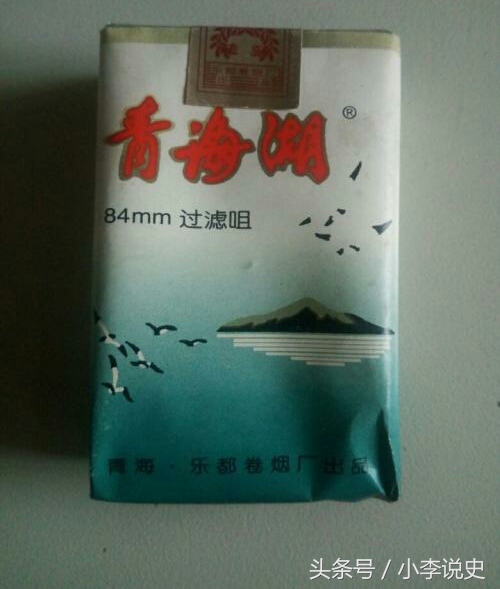 青海湖®
84mm 过滤咀
青海·乐都卷烟厂出品
头条号 / 小李说史